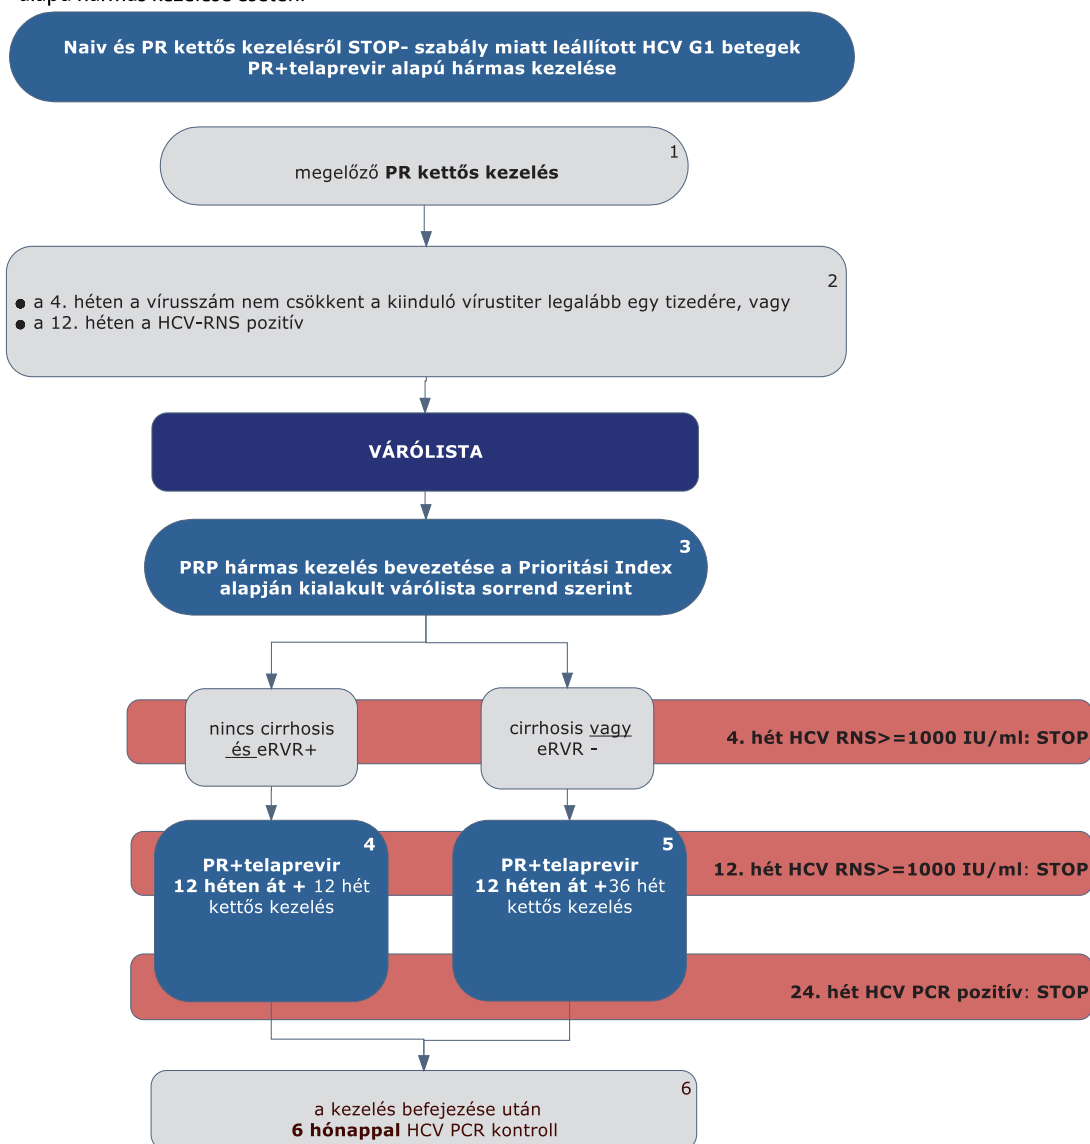 alapú hármas kezelése esetén.
Naiv és PR kettős kezelésről STOP- szabály miatt leállított HCV G1 betegek
PR+telaprevir alapú hármas kezelése
1
megelőző PR kettős kezelés
2
● a 4. héten a vírusszám nem csökkent a kiinduló vírustiter legalább egy tizedére, vagy
● a 12. héten a HCV-RNS pozitív
VÁRÓLISTA
3
PRP hármas kezelés bevezetése a Prioritási Index
alapján kialakult várólista sorrend szerint
nincs cirrhosis
és eRVR+
cirrhosis vagy
eRVR -
4. hét HCV RNS>=1000 IU/ml: STOP
4
PR+telaprevir
12 héten át + 12 hét
kettős kezelés
5
PR+telaprevir
12 héten át +36 hét
kettős kezelés
12. hét HCV RNS>=1000 IU/ml: STOP
24. hét HCV PCR pozitív: STOP
6
a kezelés befejezése után
6 hónappal HCV PCR kontroll